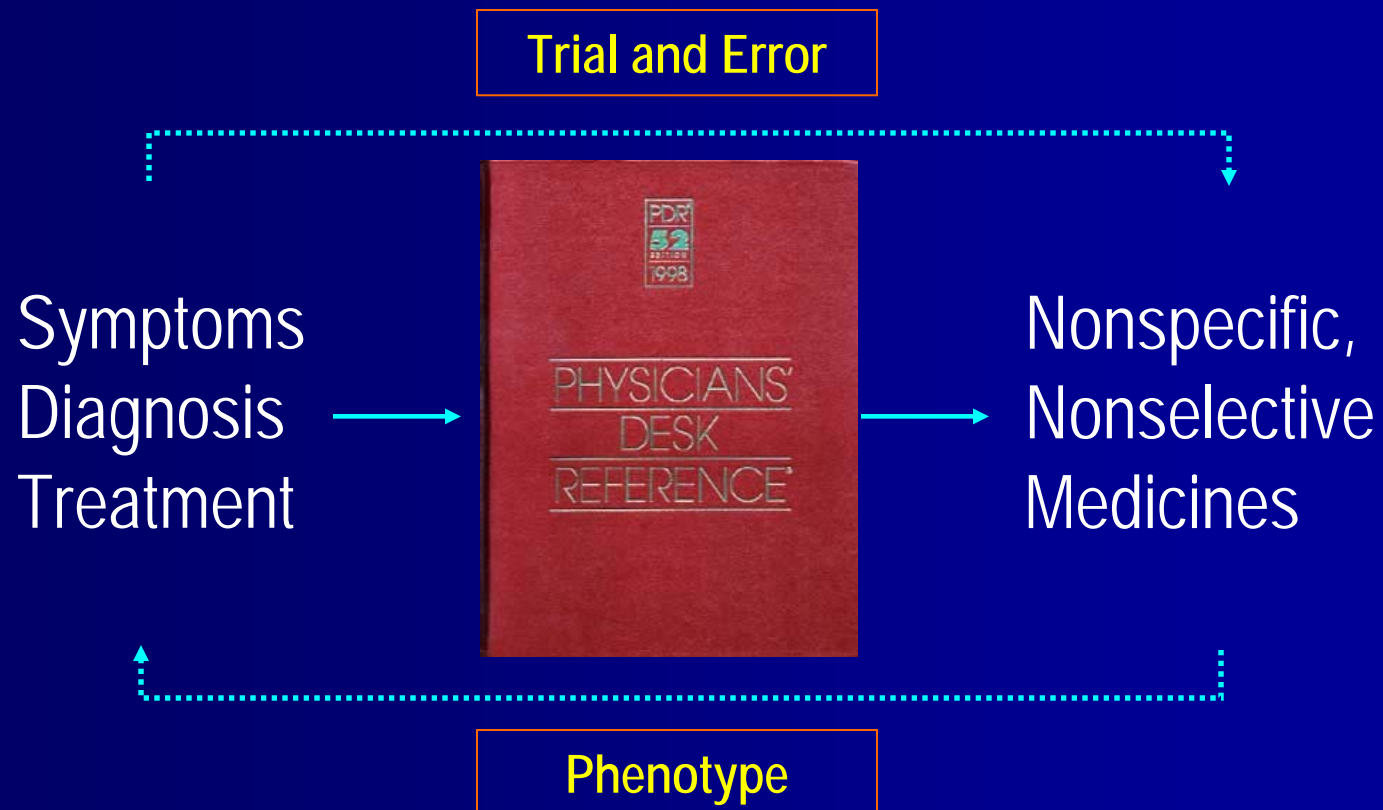 Trial and Error
PDR®
52
EDITION
1998
Symptoms
Diagnosis
Treatment
PHYSICIANS'
DESK
REFERENCE®
Nonspecific,
Nonselective
Medicines
Phenotype